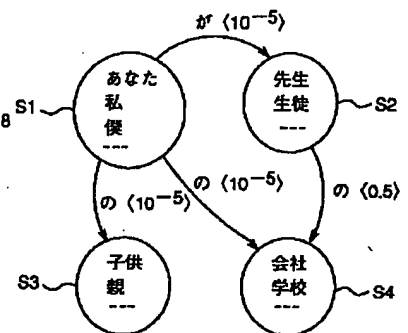 が〈10⁻⁵〉
あなた
私
僕
---
8
S1
先生
生徒
---
S2
の〈10⁻⁵〉
の〈10⁻⁵〉
の〈0.5〉
子供
親
---
S3
会社
学校
---
S4